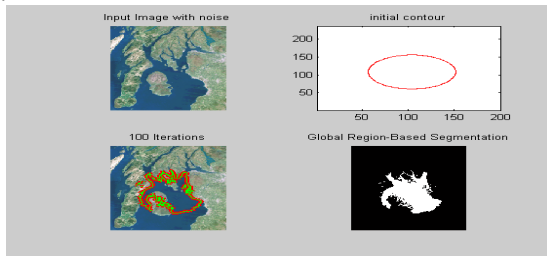 Input Image with noise
initial contour
200
150
100
50
50 100 150 200
100 Iterations
Global Region-Based Segmentation